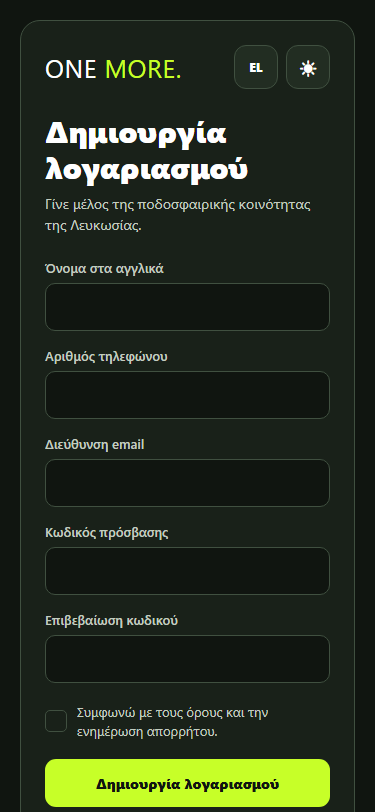 ONE MORE.
EL
Δημιουργία
λογαριασμού
Γίνε μέλος της ποδοσφαιρικής κοινότητας
της Λευκωσίας.
Όνομα στα αγγλικά
Αριθμός τηλεφώνου
Διεύθυνση email
Κωδικός πρόσβασης
Επιβεβαίωση κωδικού
Συμφωνώ με τους όρους και την
ενημέρωση απορρήτου.
Δημιουργία λογαριασμού